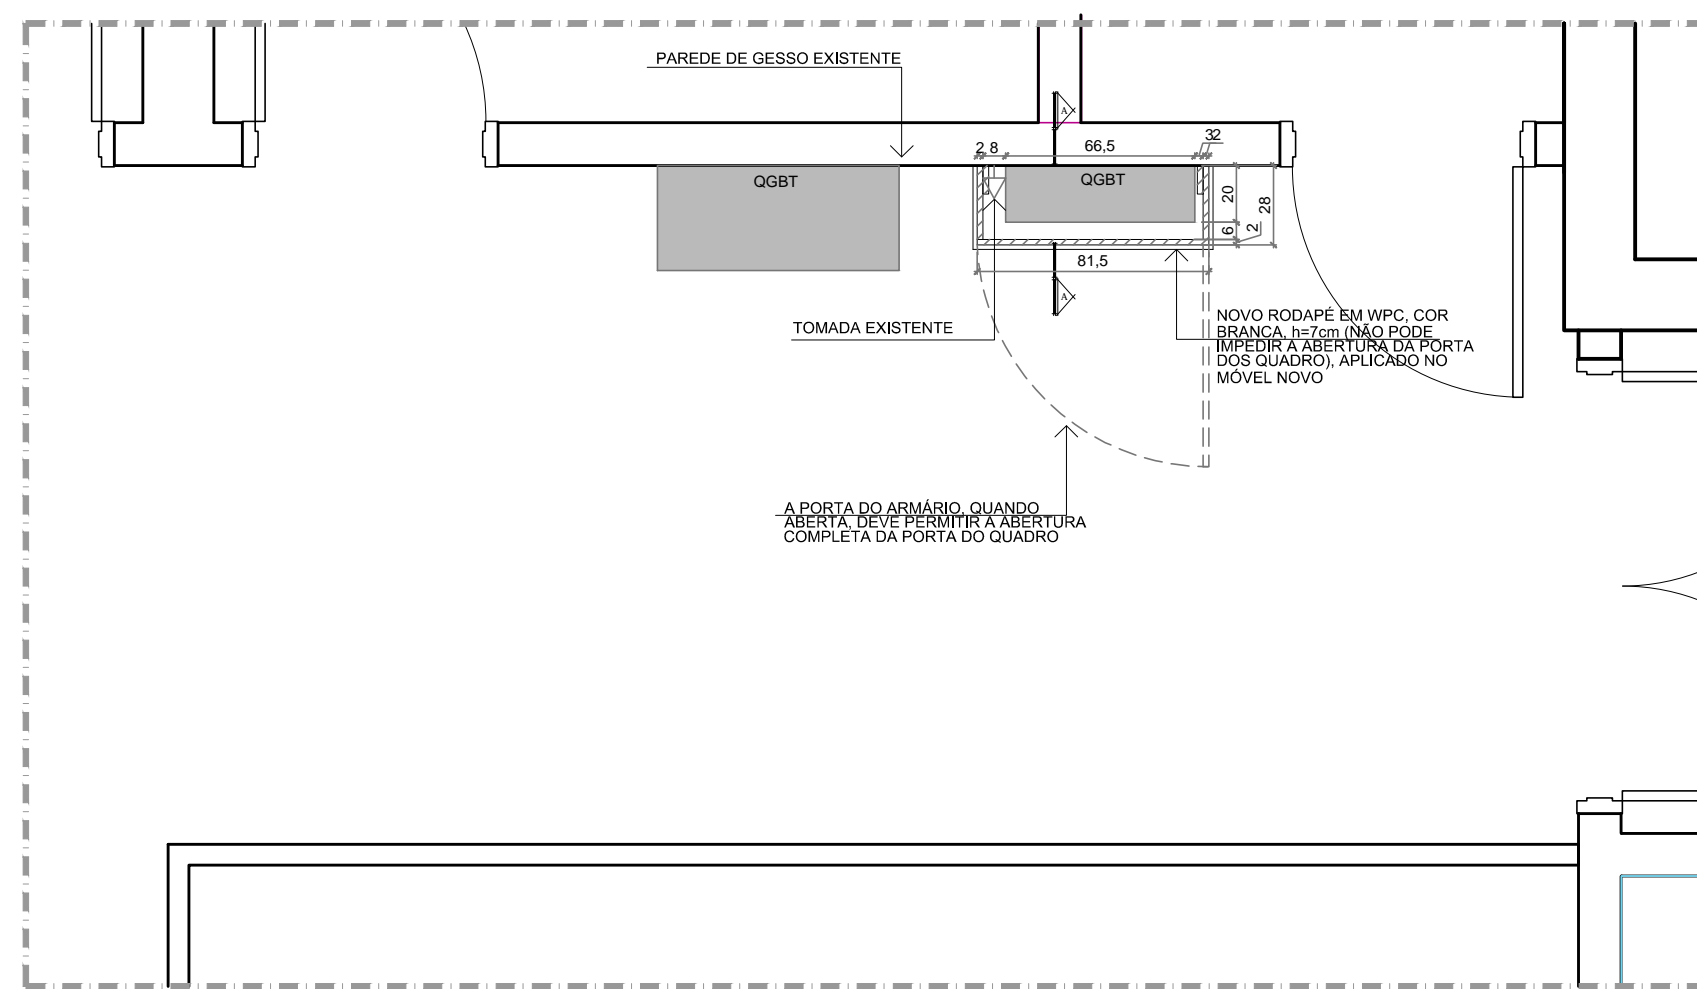 PAREDE DE GESSO EXISTENTE
A
2 8
66,5
32
QGBT
QGBT
20
28
6
2
81,5
A
TOMADA EXISTENTE
NOVO RODAPÉ EM WPC, COR
BRANCA, h=7cm (NÃO PODE
IMPEDIR A ABERTURA DA PORTA
DOS QUADRO), APLICADO NO
MÓVEL NOVO
A PORTA DO ARMÁRIO, QUANDO
ABERTA, DEVE PERMITIR A ABERTURA
COMPLETA DA PORTA DO QUADRO